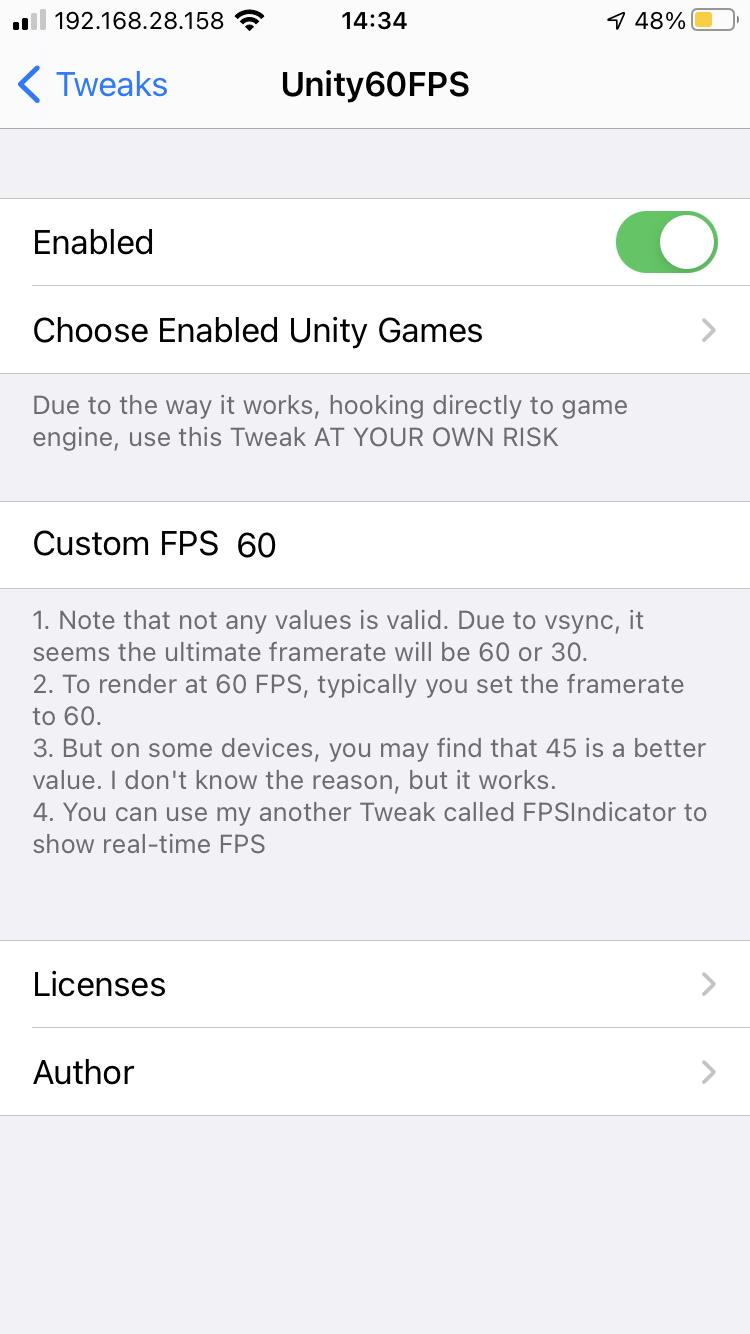 192.168.28.158 14:34 48%
Tweaks Unity60FPS
Enabled
Choose Enabled Unity Games
Due to the way it works, hooking directly to game
engine, use this Tweak AT YOUR OWN RISK
Custom FPS 60
1. Note that not any values is valid. Due to vsync, it
seems the ultimate framerate will be 60 or 30.
2. To render at 60 FPS, typically you set the framerate
to 60.
3. But on some devices, you may find that 45 is a better
value. I don't know the reason, but it works.
4. You can use my another Tweak called FPSIndicator to
show real-time FPS
Licenses
Author